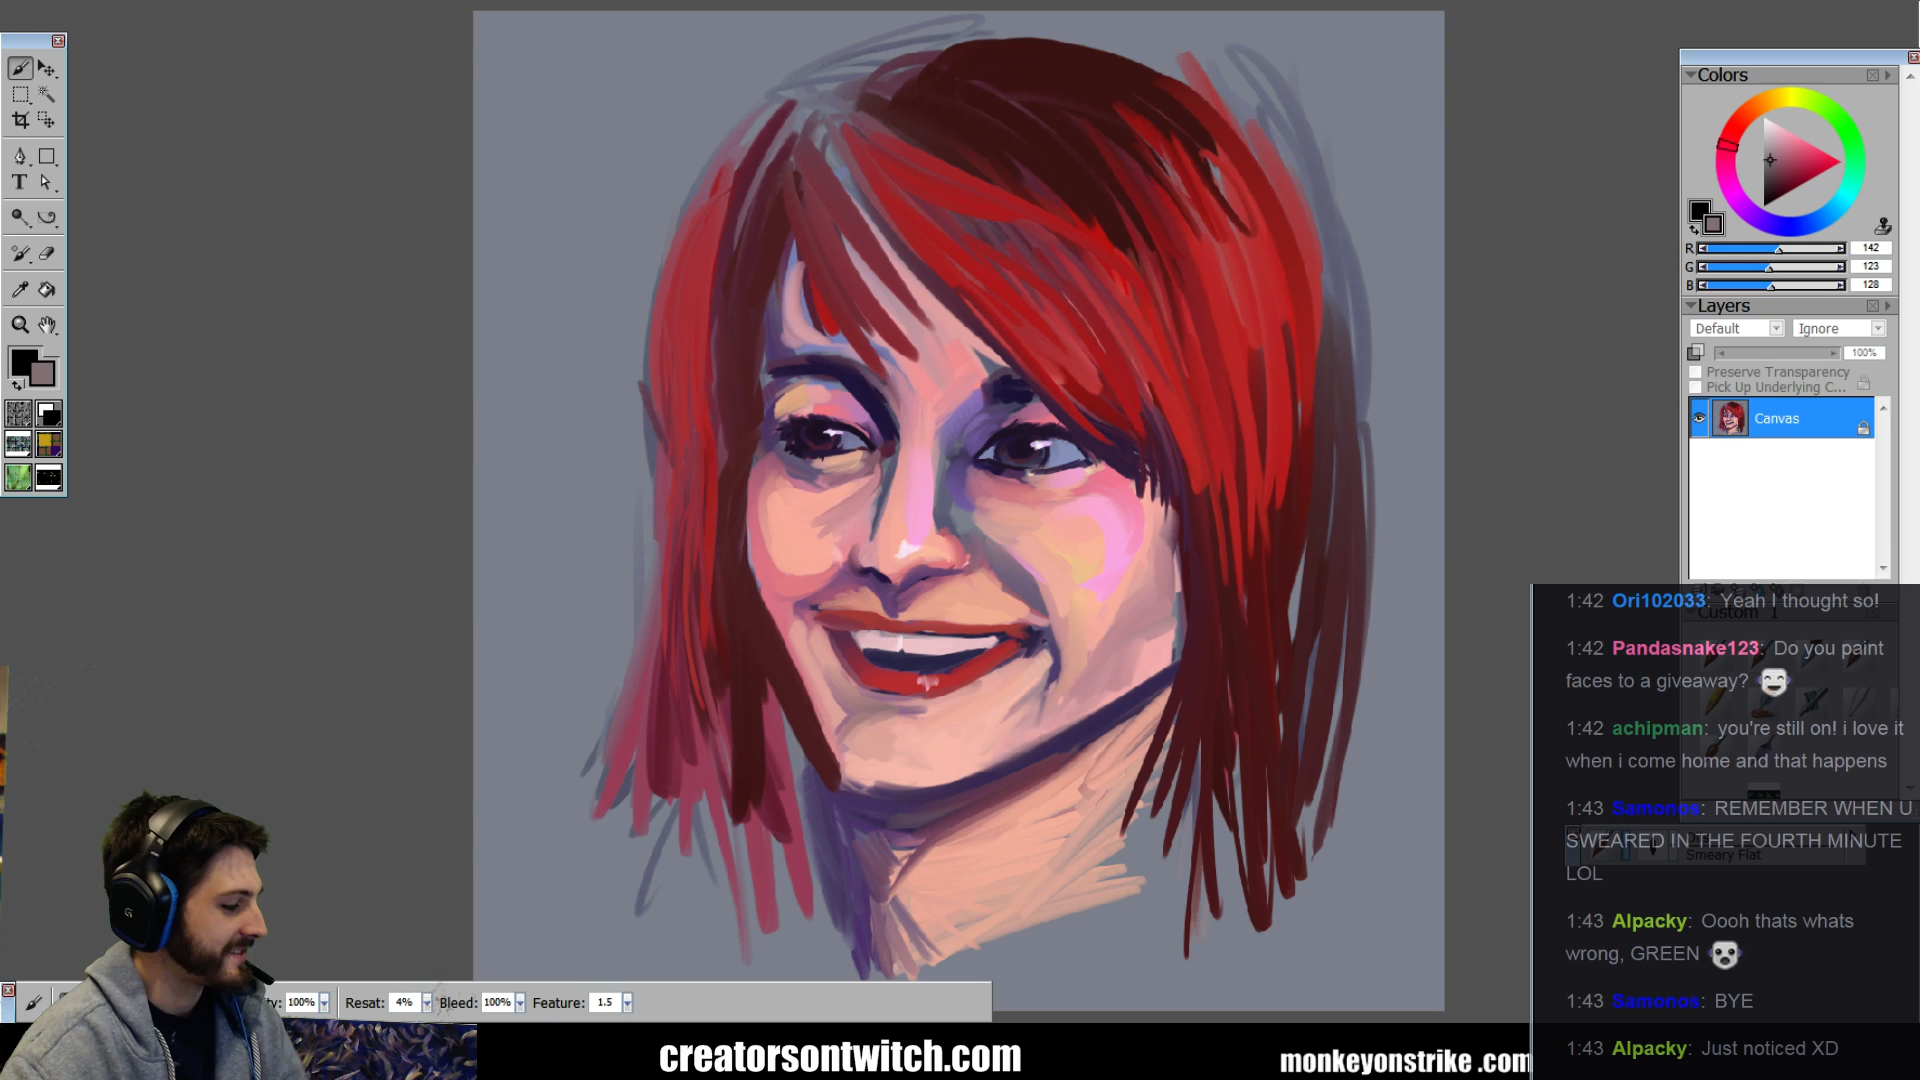 Colors
R 142
G 123
B 128
Layers
Default Ignore
100%
Preserve Transparency
Pick Up Underlying C...
Canvas
Custom 1
1:42 Ori102033: Yeah I thought so!
1:42 Pandasnake123: Do you paint
faces to a giveaway?
1:42 achipman: you're still on! i love it
when i come home and that happens
1:43 Samonos: REMEMBER WHEN U
SWEARED IN THE FOURTH MINUTE
LOL
Smeary Flat
1:43 Alpacky: Oooh thats whats
wrong, GREEN
1:43 Samonos: BYE
1:43 Alpacky: Just noticed XD
100% Resat: 4% Bleed: 100% Feature: 1.5
creatorsontwitch.com
monkeyonstrike .com